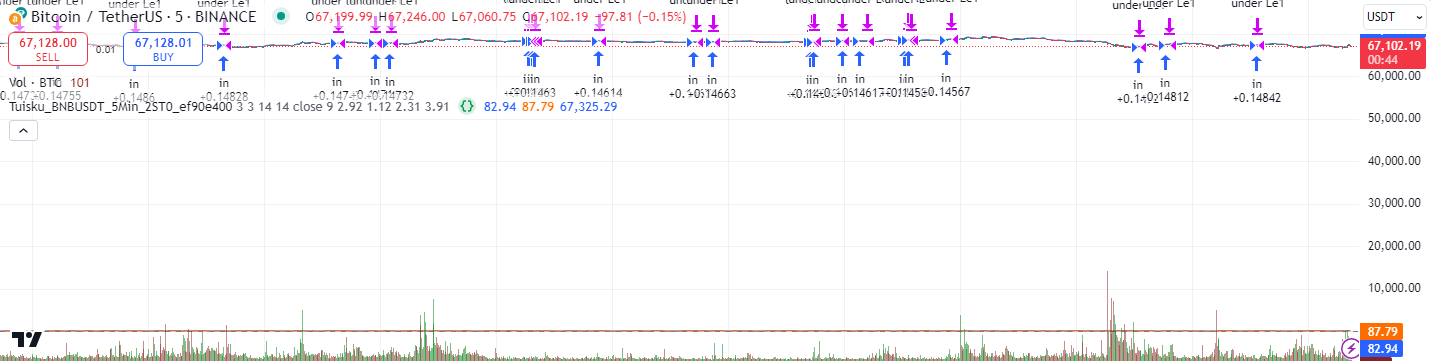 under Le1
under Le1
under Le1
under Le1
under Le1
Bitcoin / TetherUS · 5 · BINANCE
O67,199.99 H67,246.00 L67,060.75 C67,102.19 −97.81 (−0.15%)
USDT
67,128.00
SELL
0.01
67,128.01
BUY
67,102.19
00:44
Vol · BTC 101
in
in
in
in
in
in
in
in
in
in
in
in
60,000.00
+0.14755
+0.1486
+0.14828
+0.14614
+0.14567
+0.14812
+0.14842
Tuisku_BNBUSDT_5Min_2STO_ef90e400 3 3 14 14 close 9 2.92 1.12 2.31 3.91 {} 82.94 87.79 67,325.29
50,000.00
40,000.00
30,000.00
20,000.00
10,000.00
87.79
82.94